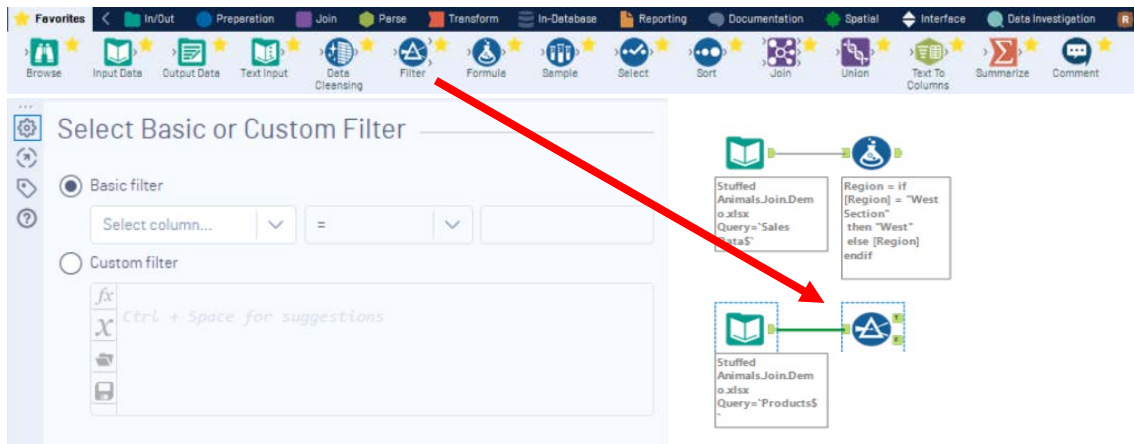 Favorites In/Out Preparation Join Parse Transform In-Database Reporting Documentation Spatial Interface Data Investigation R
Browse Input Data Output Data Text Input Data Cleansing Filter Formula Sample Select Sort Join Union Text To Columns Summarize Comment
Select Basic or Custom Filter
Basic filter
Select column... =
Custom filter
fx
X
Ctrl + Space for suggestions
Stuffed
Animals.Join.Dem
o.xlsx
Query=`Sales
Data$`
Region = if
[Region] = "West
Section"
then "West"
else [Region]
endif
T
F
Stuffed
Animals.Join.Dem
o.xlsx
Query=`Products$
`